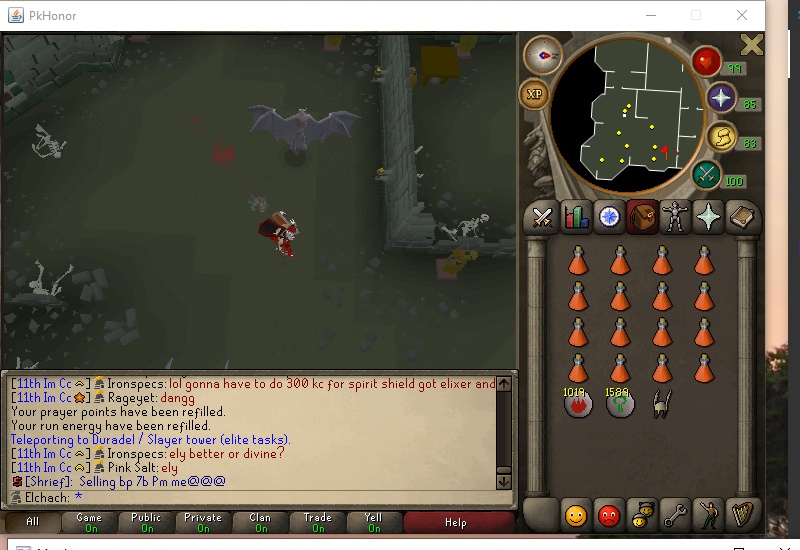 PkHonor
XP
99
85
83
100
1019 1589
[11th Im Cc] Ironspecs: lol gonna have to do 300 kc for spirit shield got elixer and
[11th Im Cc] Rageyet: dangg
Your prayer points have been refilled.
Your run energy have been refilled.
Teleporting to Duradel / Slayer tower (elite tasks).
[11th Im Cc] Ironspecs: ely better or divine?
[11th Im Cc] Pink Salt: ely
[Shrief]: Selling bp 7b Pm me@@@
Elchach: *
All Game On Public On Private On Clan On Trade On Yell On Help